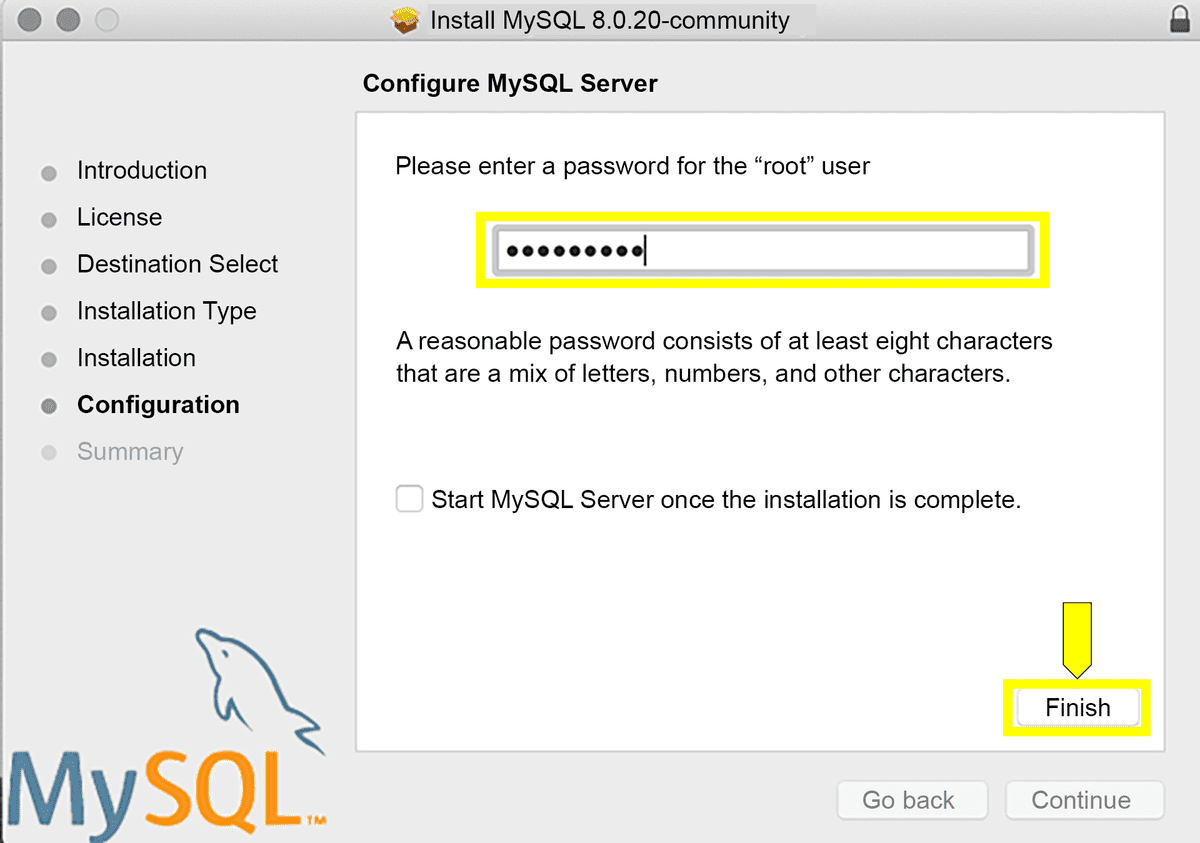 Install MySQL 8.0.20-community
Configure MySQL Server
Introduction
License
Destination Select
Installation Type
Installation
Configuration
Summary
Please enter a password for the “root” user
A reasonable password consists of at least eight characters
that are a mix of letters, numbers, and other characters.
Start MySQL Server once the installation is complete.
Finish
MySQL™
Go back
Continue